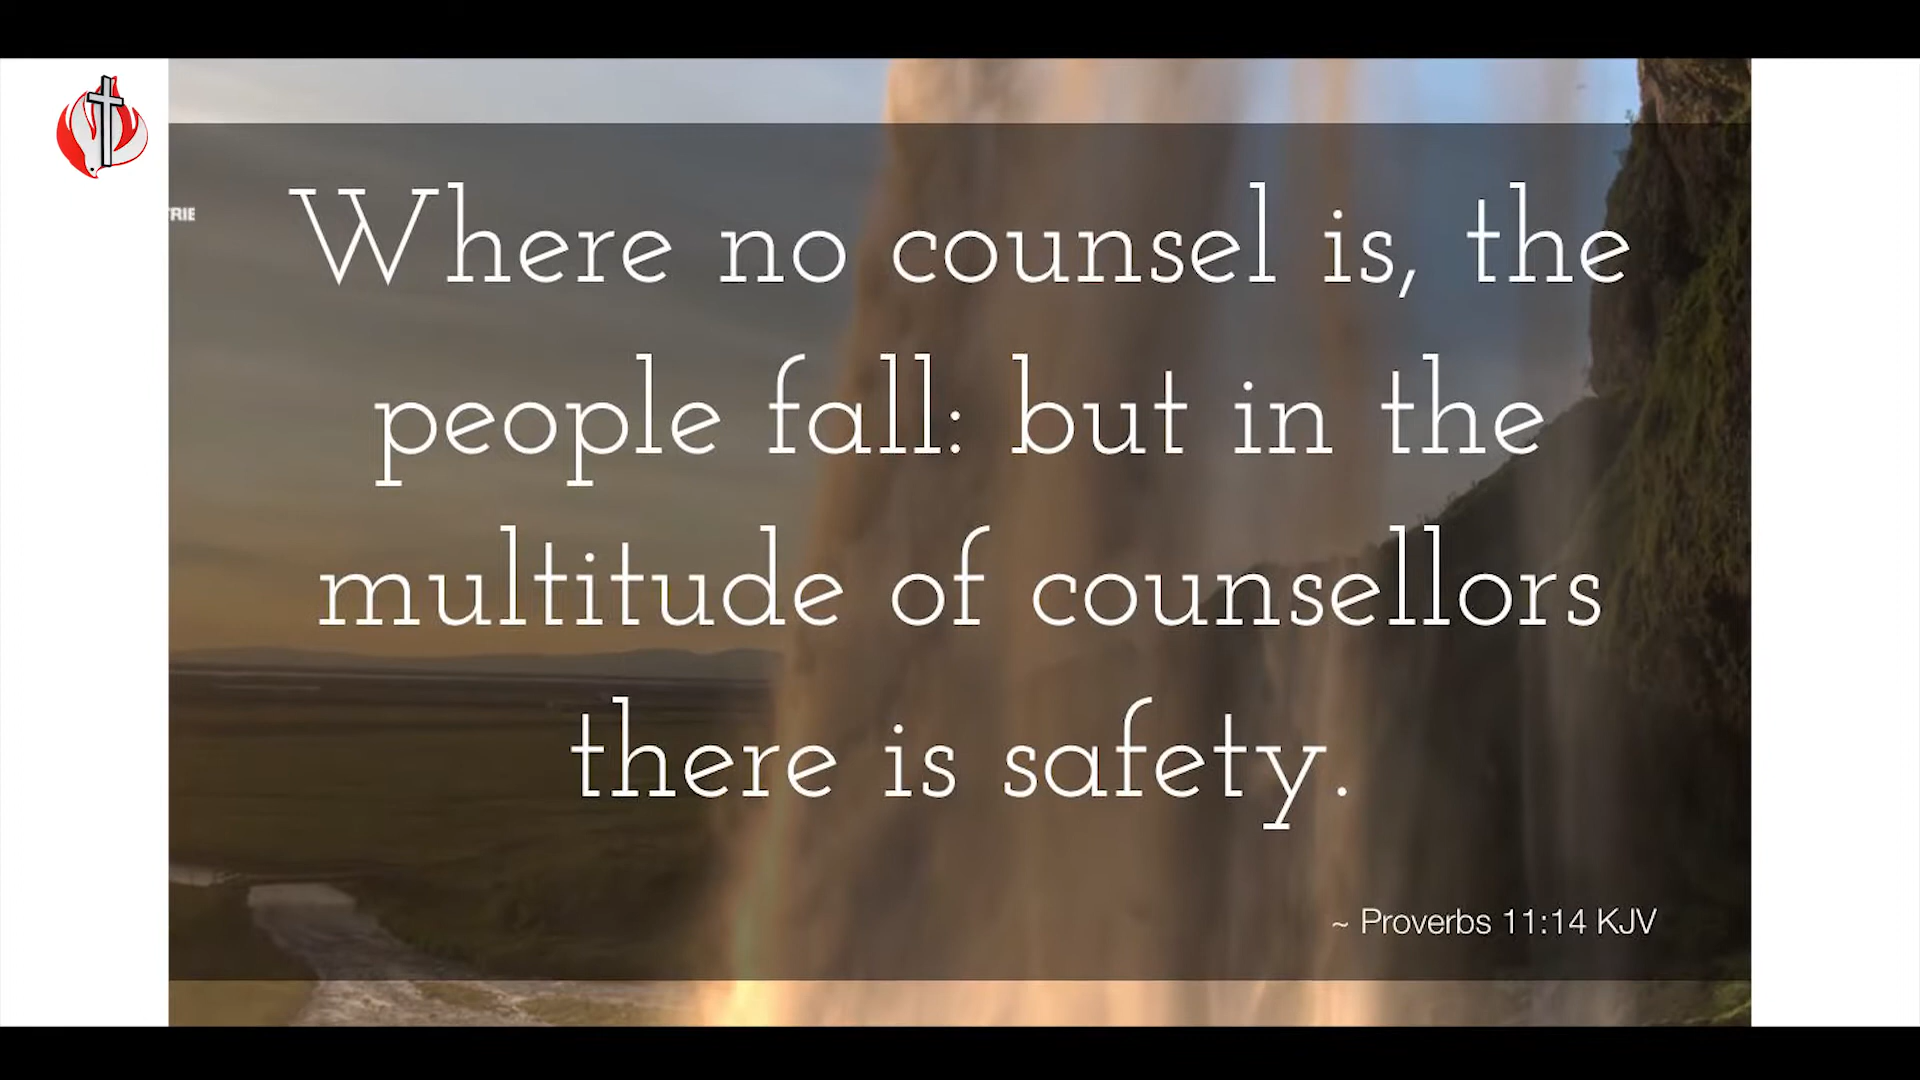 Where no counsel is, the
people fall: but in the
multitude of counsellors
there is safety.
~ Proverbs 11:14 KJV